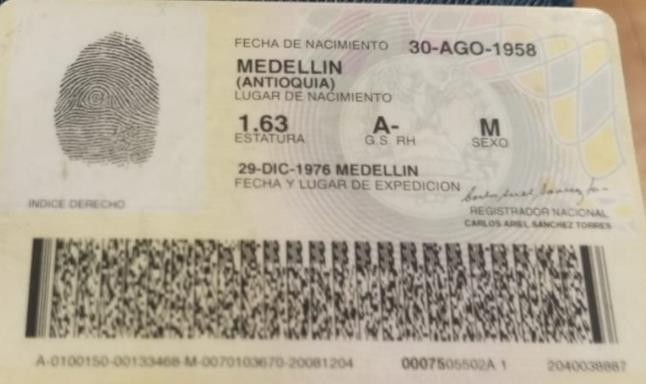 FECHA DE NACIMIENTO 30-AGO-1958
MEDELLIN
(ANTIOQUIA)
LUGAR DE NACIMIENTO
1.63 A- M
ESTATURA G.S. RH SEXO
29-DIC-1976 MEDELLIN
FECHA Y LUGAR DE EXPEDICION
INDICE DERECHO
REGISTRADOR NACIONAL
CARLOS ARIEL SANCHEZ TORRES
A-0100150-00133468-M-0070103670-20081204 0007505502A 1 2040038887